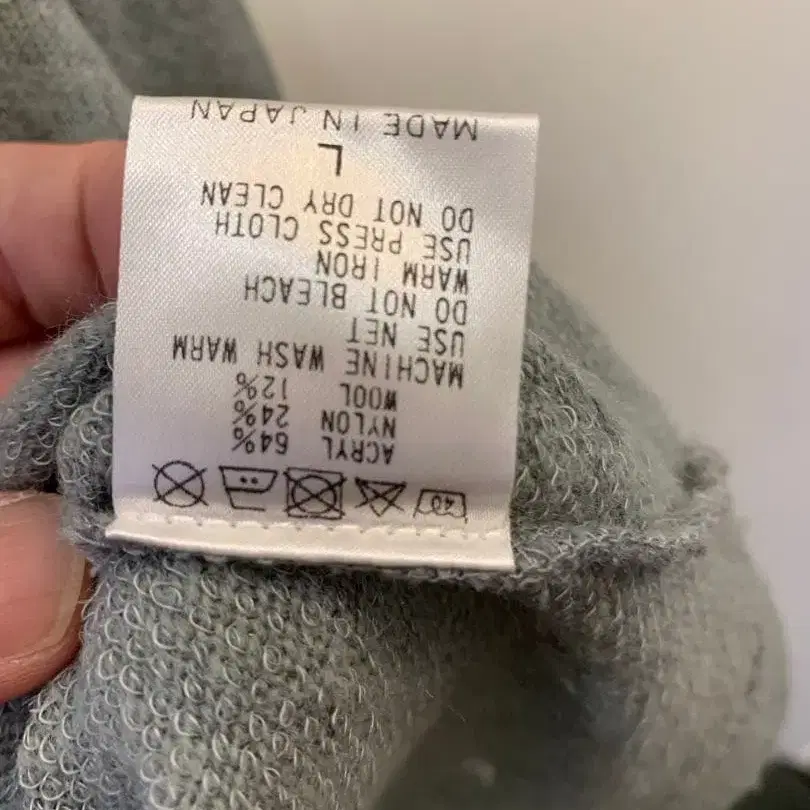 40
ACRYL 64%
NYLON 24%
WOOL 12%
MACHINE WASH WARM
USE NET
DO NOT BLEACH
WARM IRON
USE PRESS CLOTH
DO NOT DRY CLEAN
L
MADE IN JAPAN